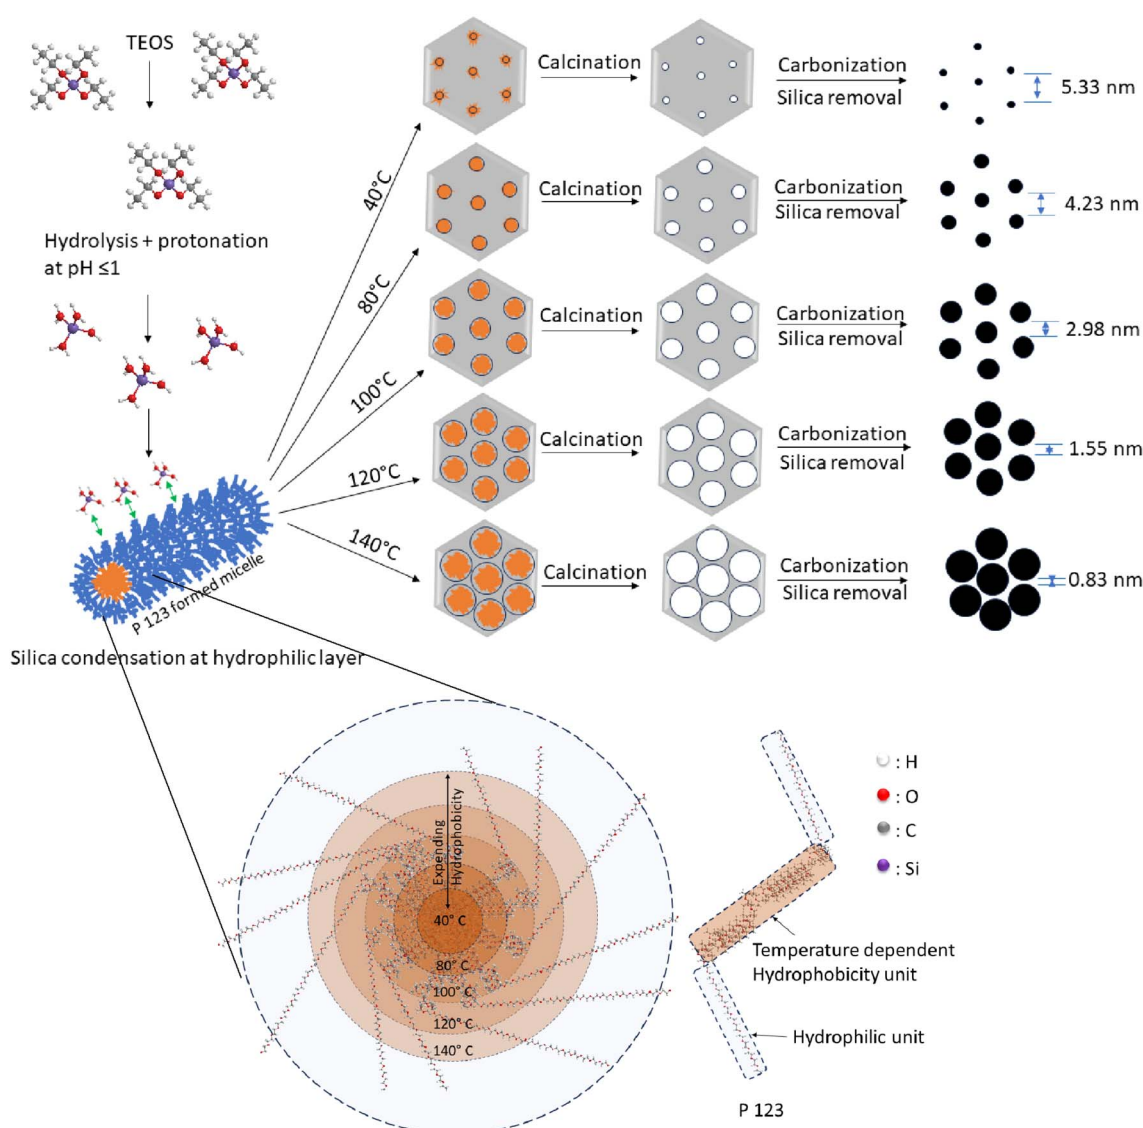 TEOS
Hydrolysis + protonation
at pH ≤1
P 123 formed micelle
Silica condensation at hydrophilic layer
40°C
80°C
100°C
120°C
140°C
Calcination
Carbonization
Silica removal
5.33 nm
Calcination
Carbonization
Silica removal
4.23 nm
Calcination
Carbonization
Silica removal
2.98 nm
Calcination
Carbonization
Silica removal
1.55 nm
Calcination
Carbonization
Silica removal
0.83 nm
Expending
Hydrophobicity
40° C
80° C
100° C
120° C
140° C
: H
: O
: C
: Si
Temperature dependent
Hydrophobicity unit
Hydrophilic unit
P 123